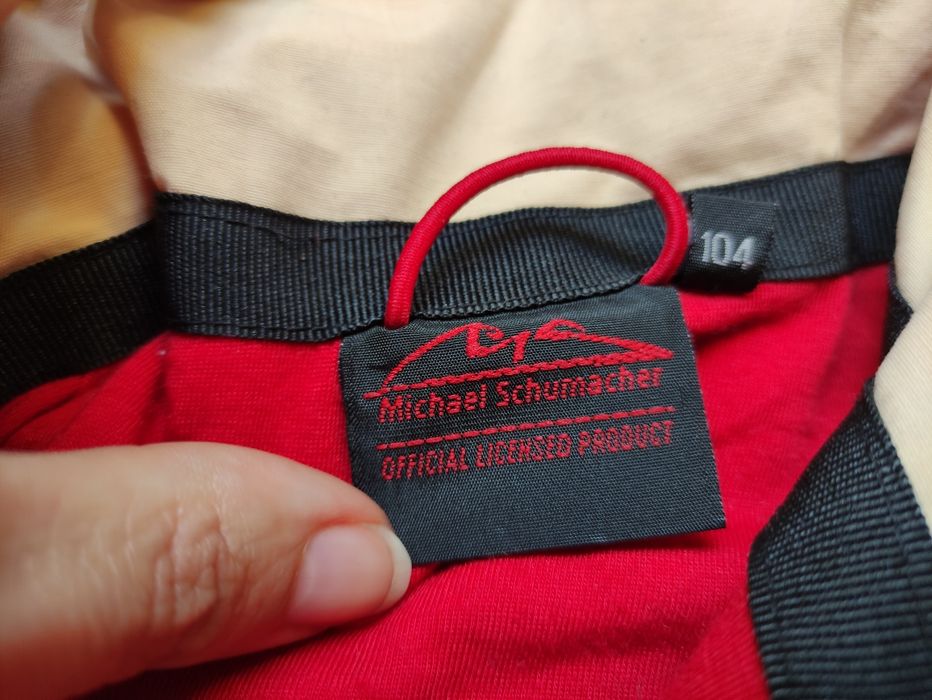 104
Michael Schumacher
OFFICIAL LICENSED PRODUCT